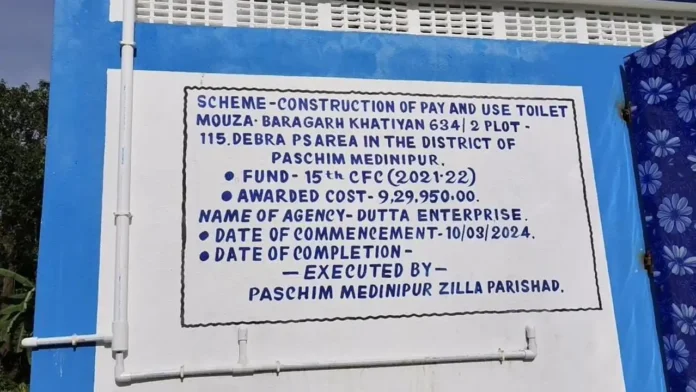 SCHEME-CONSTRUCTION OF PAY AND USE TOILET
MOUZA- BARAGARH KHATIYAN 634/2 PLOT -
115. DEBRA PS AREA IN THE DISTRICT OF
PASCHIM MEDINIPUR.
• FUND- 15th CFC (2021-22)
• AWARDED COST- 9,29,950.00.
NAME OF AGENCY- DUTTA ENTERPRISE.
• DATE OF COMMENCEMENT- 10/03/2024.
• DATE OF COMPLETION -
— EXECUTED BY —
PASCHIM MEDINIPUR ZILLA PARISHAD.